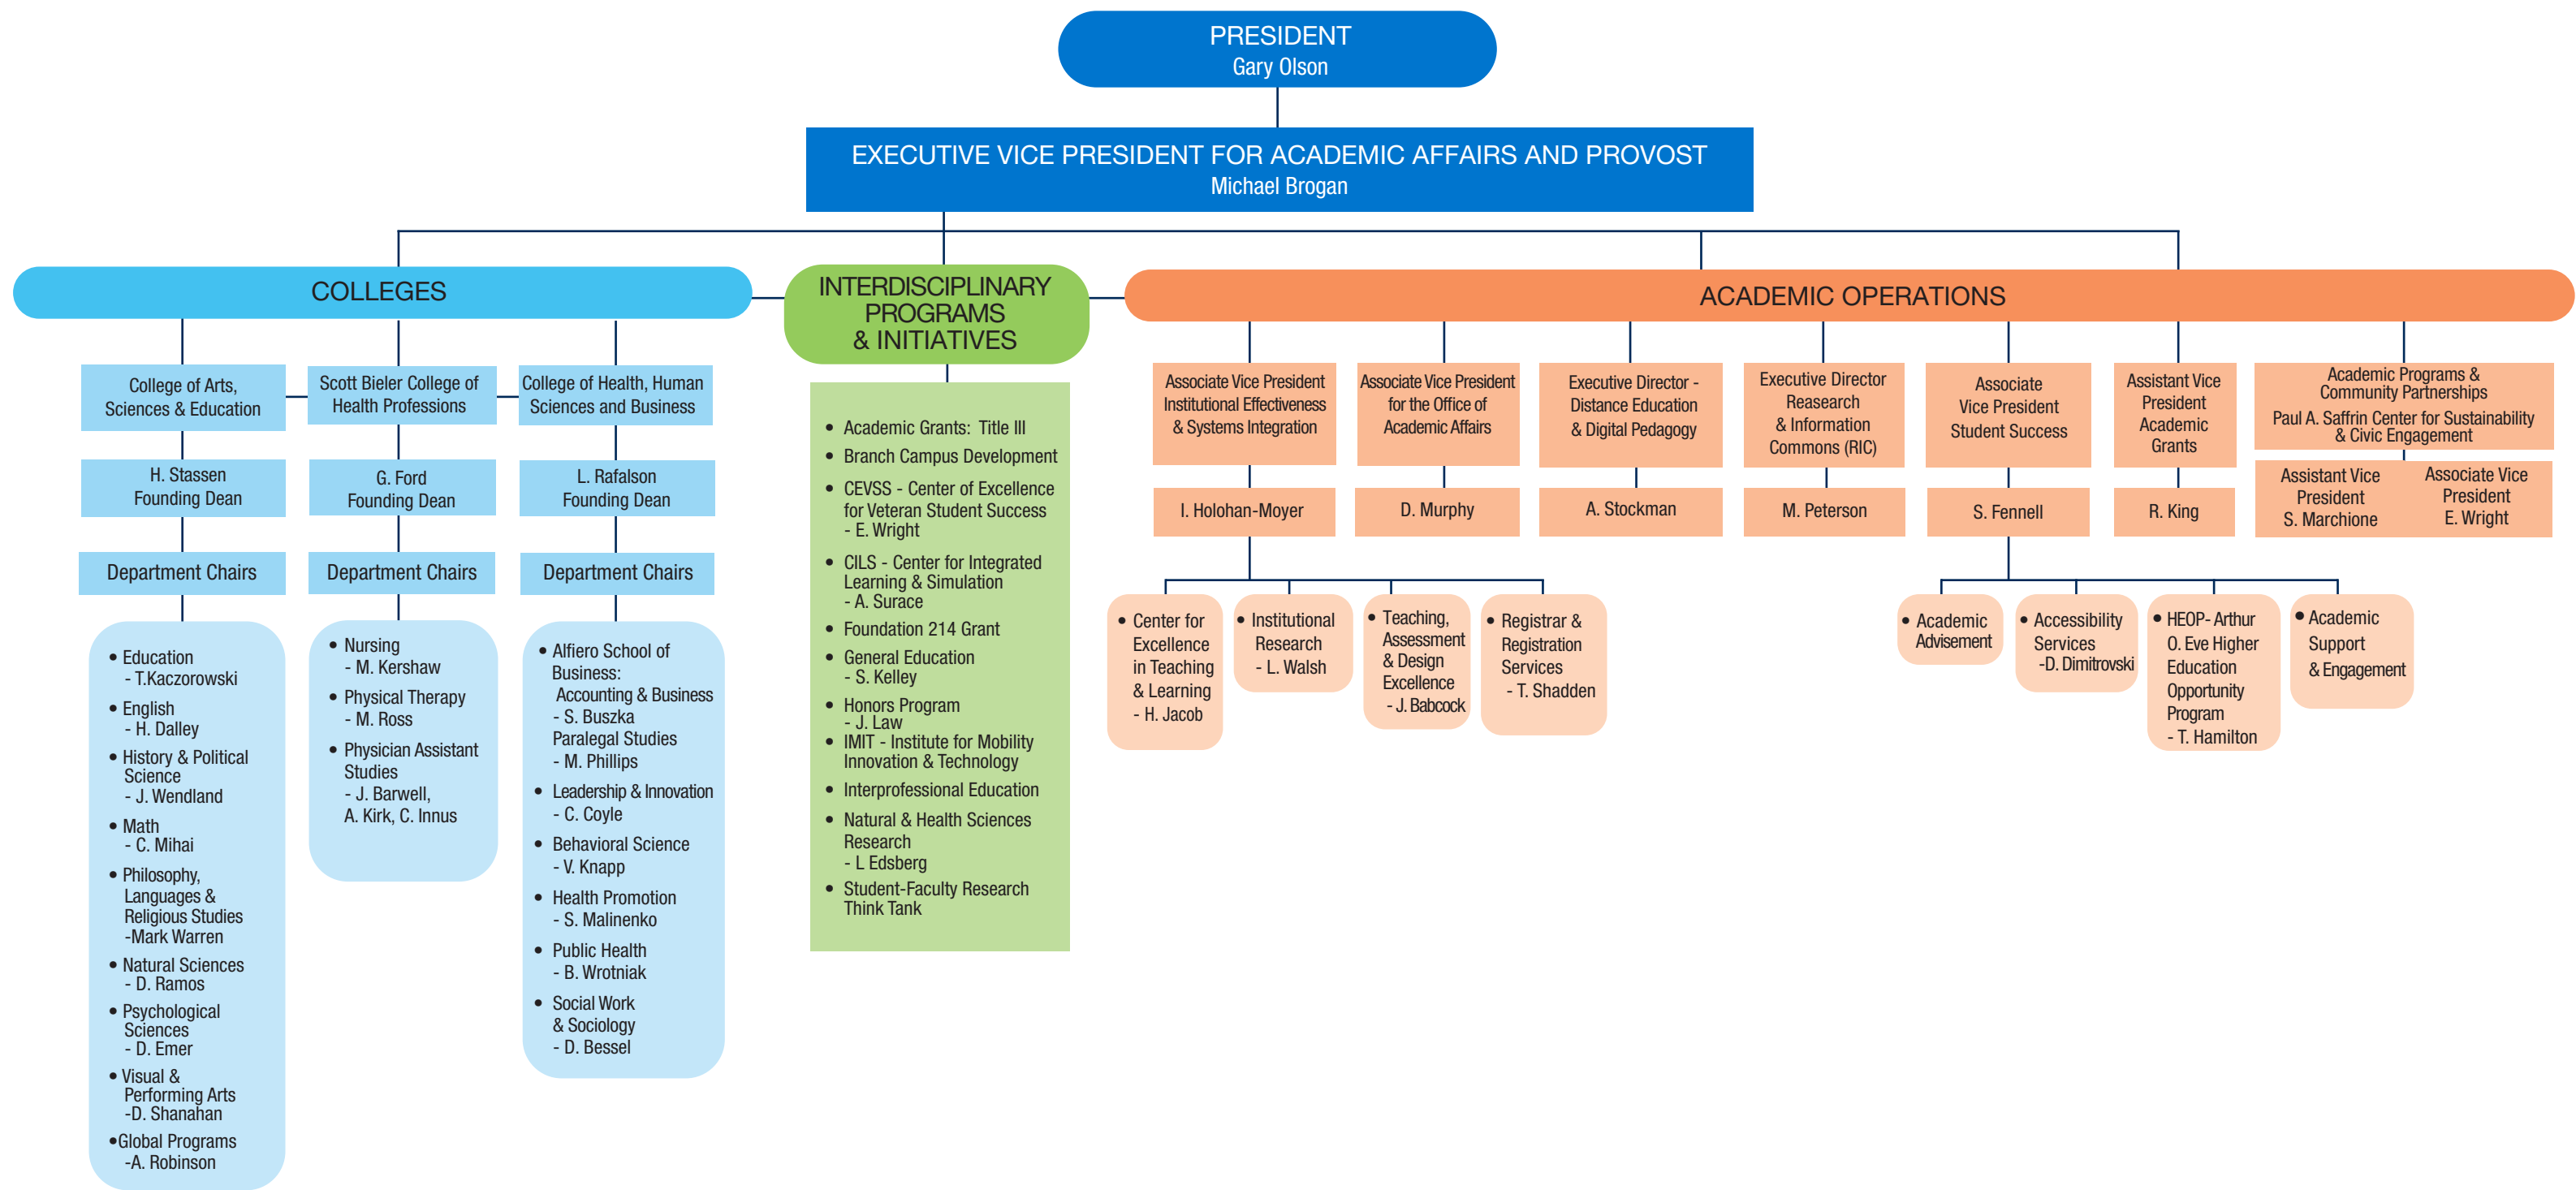 PRESIDENT
Gary Olson
EXECUTIVE VICE PRESIDENT FOR ACADEMIC AFFAIRS AND PROVOST
Michael Brogan
COLLEGES
College of Arts,
Sciences & Education
H. Stassen
Founding Dean
Department Chairs
• Education
- T.Kaczorowski
• English
- H. Dalley
• History & Political
Science
- J. Wendland
• Math
- C. Mihai
• Philosophy,
Languages &
Religious Studies
-Mark Warren
• Natural Sciences
- D. Ramos
• Psychological
Sciences
- D. Emer
• Visual &
Performing Arts
-D. Shanahan
•Global Programs
-A. Robinson
Scott Bieler College of
Health Professions
G. Ford
Founding Dean
Department Chairs
• Nursing
- M. Kershaw
• Physical Therapy
- M. Ross
• Physician Assistant
Studies
- J. Barwell,
A. Kirk, C. Innus
College of Health, Human
Sciences and Business
L. Rafalson
Founding Dean
Department Chairs
• Alfiero School of
Business:
Accounting & Business
- S. Buszka
Paralegal Studies
- M. Phillips
• Leadership & Innovation
- C. Coyle
• Behavioral Science
- V. Knapp
• Health Promotion
- S. Malinenko
• Public Health
- B. Wrotniak
• Social Work
& Sociology
- D. Bessel
INTERDISCIPLINARY
PROGRAMS
& INITIATIVES
• Academic Grants: Title III
• Branch Campus Development
• CEVSS - Center of Excellence
for Veteran Student Success
- E. Wright
• CILS - Center for Integrated
Learning & Simulation
- A. Surace
• Foundation 214 Grant
• General Education
- S. Kelley
• Honors Program
- J. Law
• IMIT - Institute for Mobility
Innovation & Technology
• Interprofessional Education
• Natural & Health Sciences
Research
- L Edsberg
• Student-Faculty Research
Think Tank
ACADEMIC OPERATIONS
Associate Vice President
Institutional Effectiveness
& Systems Integration
I. Holohan-Moyer
• Center for
Excellence
in Teaching
& Learning
- H. Jacob
• Institutional
Research
- L. Walsh
• Teaching,
Assessment
& Design
Excellence
- J. Babcock
• Registrar &
Registration
Services
- T. Shadden
Associate Vice President
for the Office of
Academic Affairs
D. Murphy
Executive Director -
Distance Education
& Digital Pedagogy
A. Stockman
Executive Director
Reasearch
& Information
Commons (RIC)
M. Peterson
Associate
Vice President
Student Success
S. Fennell
• Academic
Advisement
• Accessibility
Services
-D. Dimitrovski
• HEOP- Arthur
O. Eve Higher
Education
Opportunity
Program
- T. Hamilton
• Academic
Support
& Engagement
Assistant Vice
President
Academic
Grants
R. King
Academic Programs &
Community Partnerships
Paul A. Saffrin Center for Sustainability
& Civic Engagement
Assistant Vice
President
S. Marchione
Associate Vice
President
E. Wright